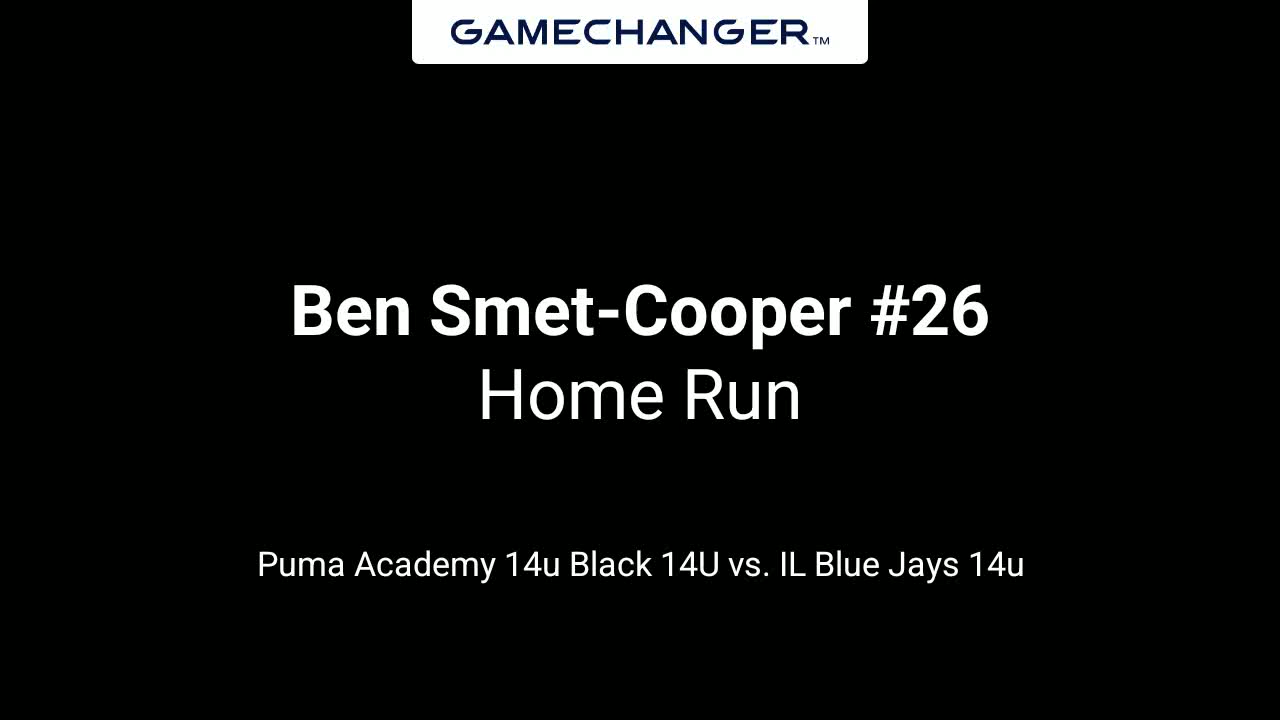 GAMECHANGER™
Ben Smet-Cooper #26
Home Run
Puma Academy 14u Black 14U vs. IL Blue Jays 14u